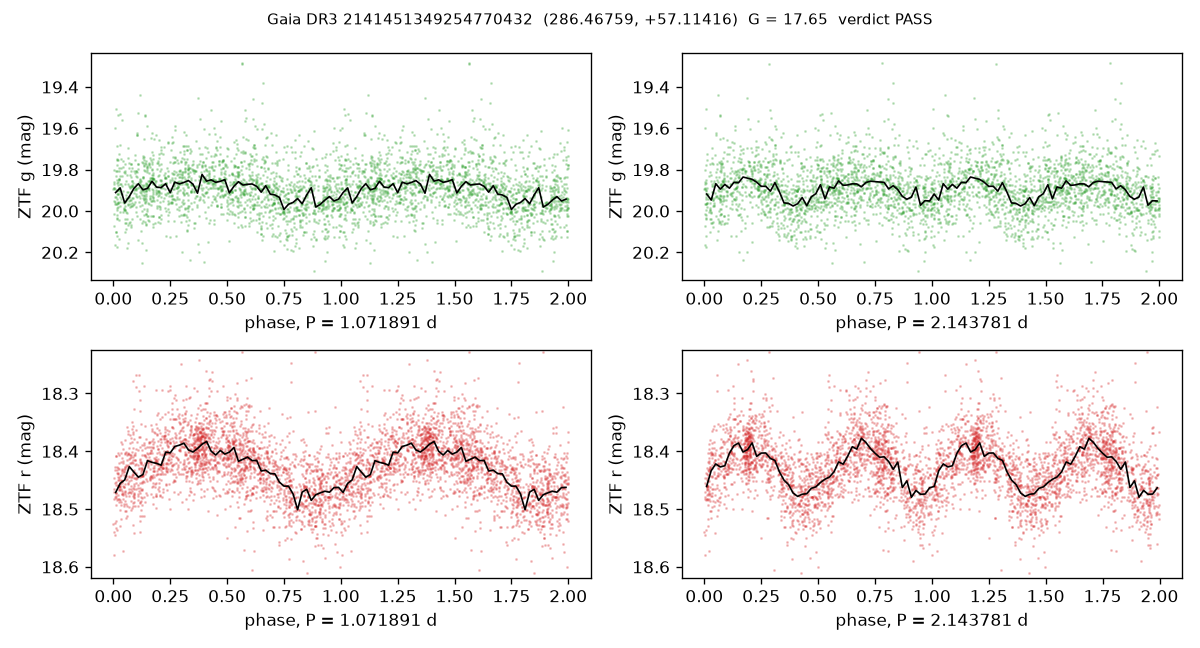 Gaia DR3 2141451349254770432 (286.46759, +57.11416) G = 17.65 verdict PASS
ZTF g (mag)
19.4
19.6
19.8
20.0
20.2
0.00 0.25 0.50 0.75 1.00 1.25 1.50 1.75 2.00
phase, P = 1.071891 d
ZTF g (mag)
19.4
19.6
19.8
20.0
20.2
0.00 0.25 0.50 0.75 1.00 1.25 1.50 1.75 2.00
phase, P = 2.143781 d
ZTF r (mag)
18.3
18.4
18.5
18.6
0.00 0.25 0.50 0.75 1.00 1.25 1.50 1.75 2.00
phase, P = 1.071891 d
ZTF r (mag)
18.3
18.4
18.5
18.6
0.00 0.25 0.50 0.75 1.00 1.25 1.50 1.75 2.00
phase, P = 2.143781 d